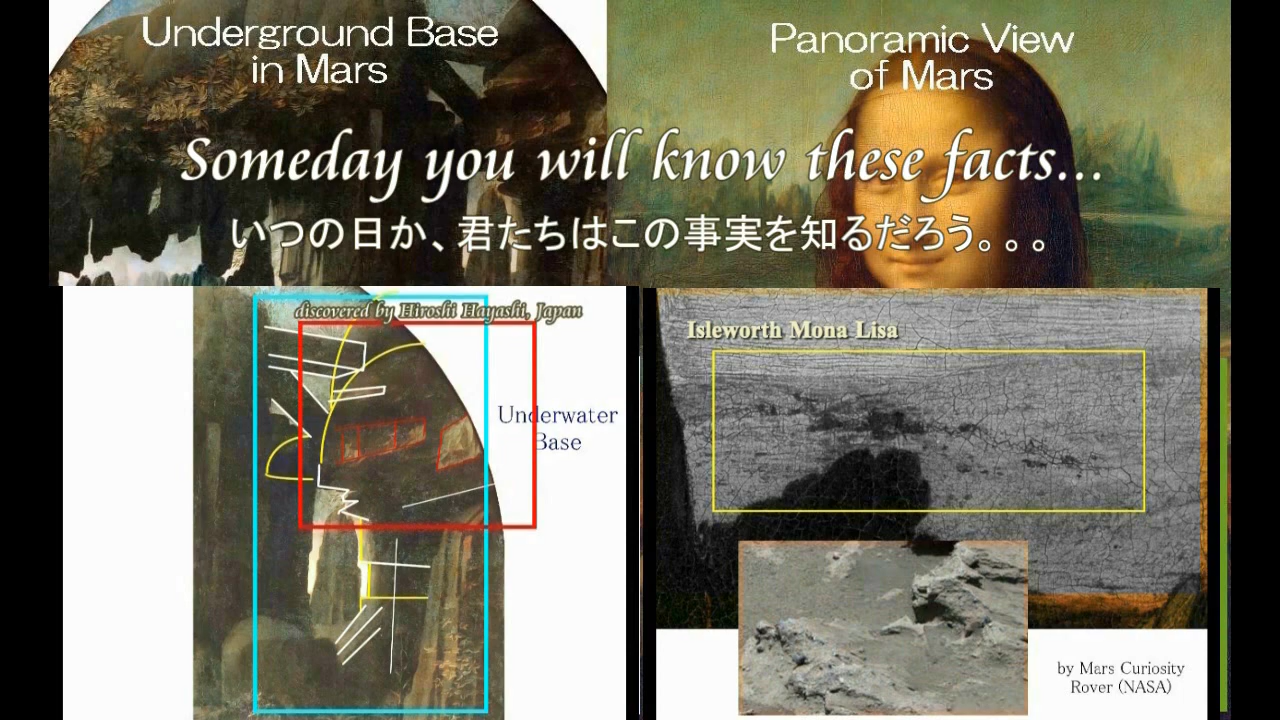 Underground Base
in Mars
Panoramic View
of Mars
Someday you will know these facts...
いつの日か、君たちはこの事実を知るだろう。。。
discovered by Hiroshi Hayashi, Japan
Underwater
Base
Isleworth Mona Lisa
by Mars Curiosity
Rover (NASA)